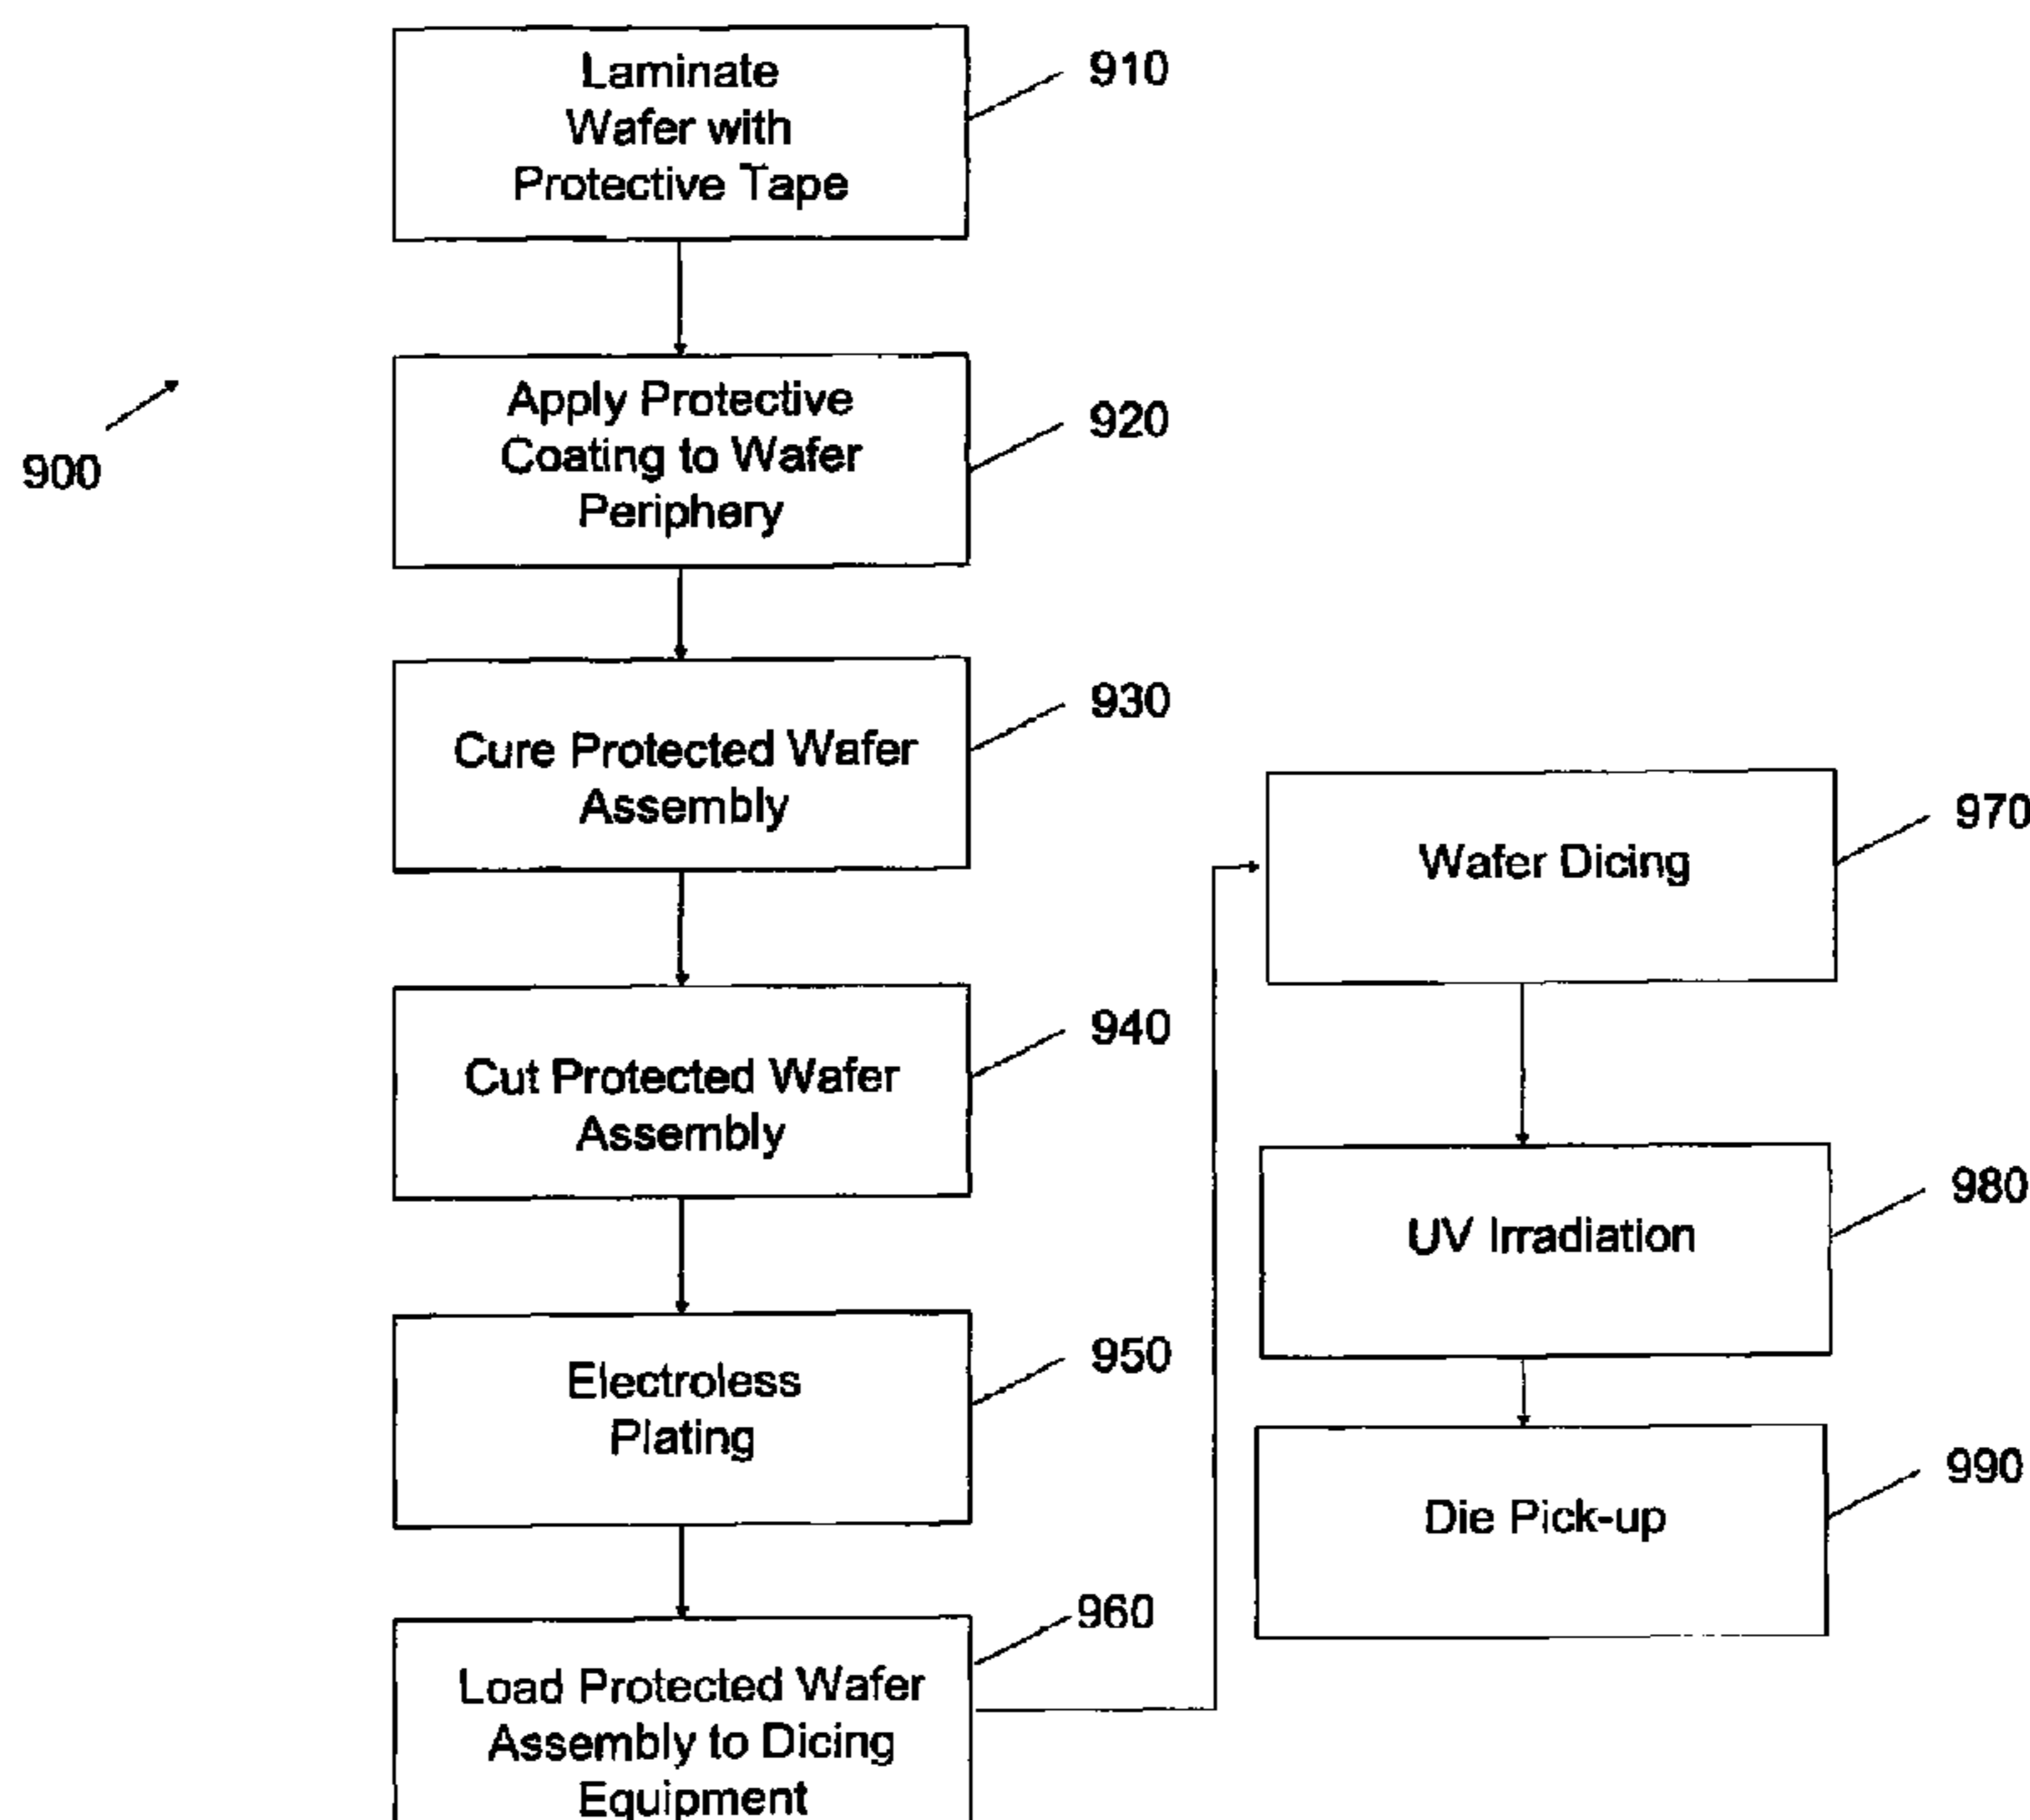 Laminate
Wafer with
Protective Tape
910
Apply Protective
Coating to Wafer
Periphery
920
900
Cure Protected Wafer
Assembly
930
Cut Protected Wafer
Assembly
940
Electroless
Plating
950
Load Protected Wafer
Assembly to Dicing
Equipment
960
Wafer Dicing
970
UV Irradiation
980
Die Pick-up
990